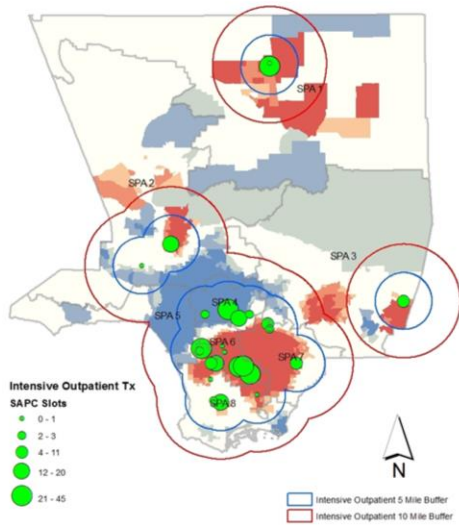 SPA 1
SPA 2
SPA 3
SPA 4
SPA 5
SPA 6
SPA 7
SPA 8
Intensive Outpatient Tx
SAPC Slots
0 - 1
2 - 3
4 - 11
12 - 20
21 - 45
N
Intensive Outpatient 5 Mile Buffer
Intensive Outpatient 10 Mile Buffer